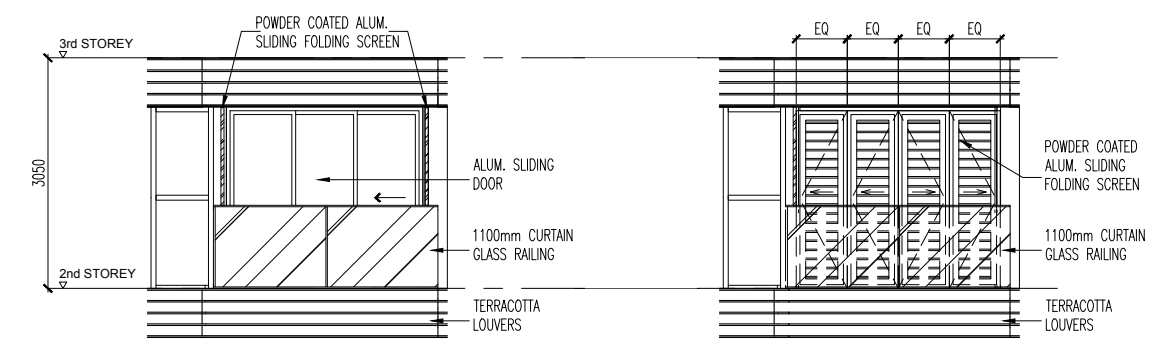 POWDER COATED ALUM.
SLIDING FOLDING SCREEN
3rd STOREY
3050
ALUM. SLIDING
DOOR
1100mm CURTAIN
GLASS RAILING
2nd STOREY
TERRACOTTA
LOUVERS
EQ EQ EQ EQ
POWDER COATED
ALUM. SLIDING
FOLDING SCREEN
1100mm CURTAIN
GLASS RAILING
TERRACOTTA
LOUVERS